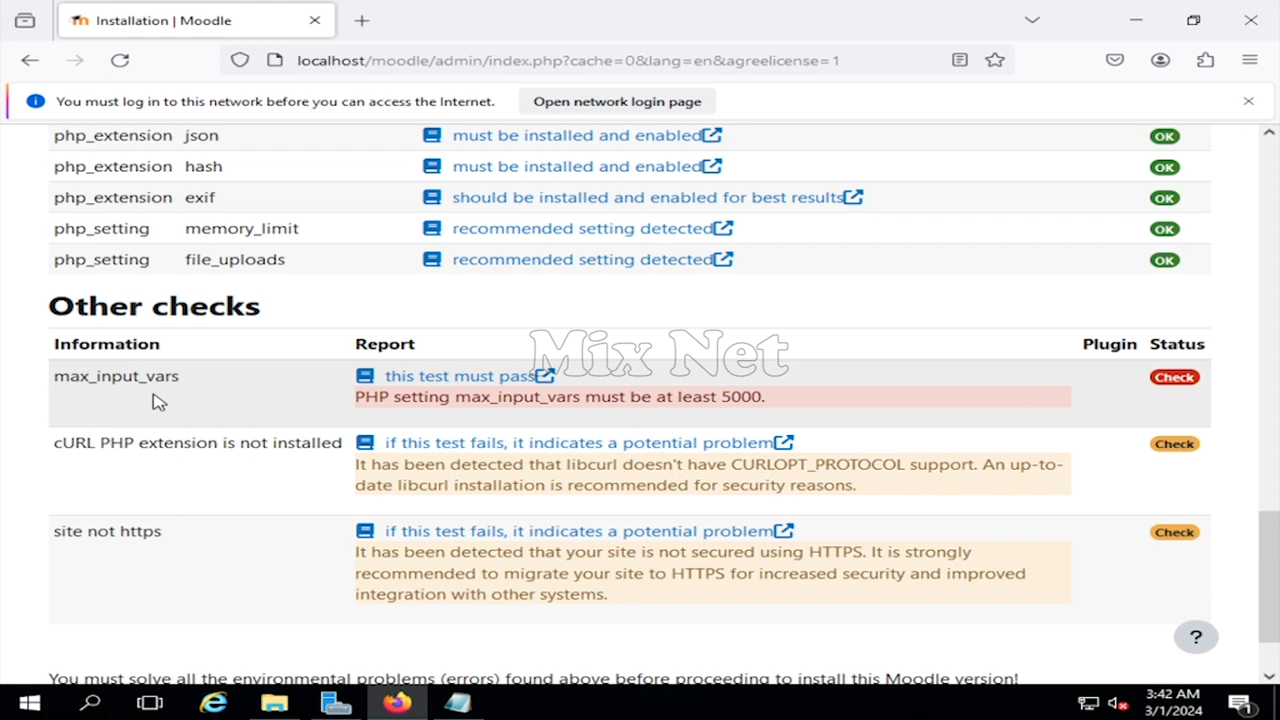 Installation | Moodle
localhost/moodle/admin/index.php?cache=0&lang=en&agreelicense=1
You must log in to this network before you can access the Internet. Open network login page
php_extension json must be installed and enabled OK
php_extension hash must be installed and enabled OK
php_extension exif should be installed and enabled for best results OK
php_setting memory_limit recommended setting detected OK
php_setting file_uploads recommended setting detected OK
Other checks
Information Report Plugin Status
Mix Net
max_input_vars this test must pass Check
PHP setting max_input_vars must be at least 5000.
cURL PHP extension is not installed if this test fails, it indicates a potential problem Check
It has been detected that libcurl doesn't have CURLOPT_PROTOCOL support. An up-to-
date libcurl installation is recommended for security reasons.
site not https if this test fails, it indicates a potential problem Check
It has been detected that your site is not secured using HTTPS. It is strongly
recommended to migrate your site to HTTPS for increased security and improved
integration with other systems.
?
You must solve all the environmental problems (errors) found above before proceeding to install this Moodle version!
3:42 AM
3/1/2024
1